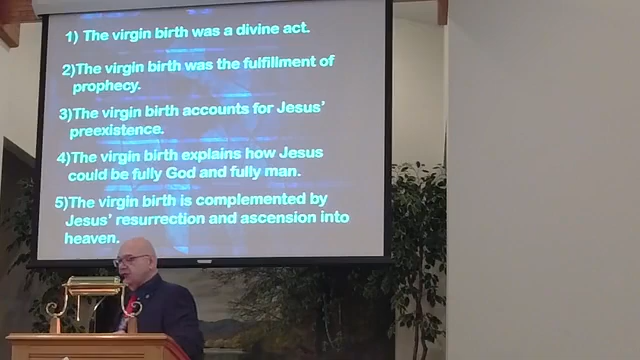 1) The virgin birth was a divine act.
2)The virgin birth was the fulfillment of
prophecy.
3)The virgin birth accounts for Jesus'
preexistence.
4)The virgin birth explains how Jesus
could be fully God and fully man.
5)The virgin birth is complemented by
Jesus' resurrection and ascension into
heaven.